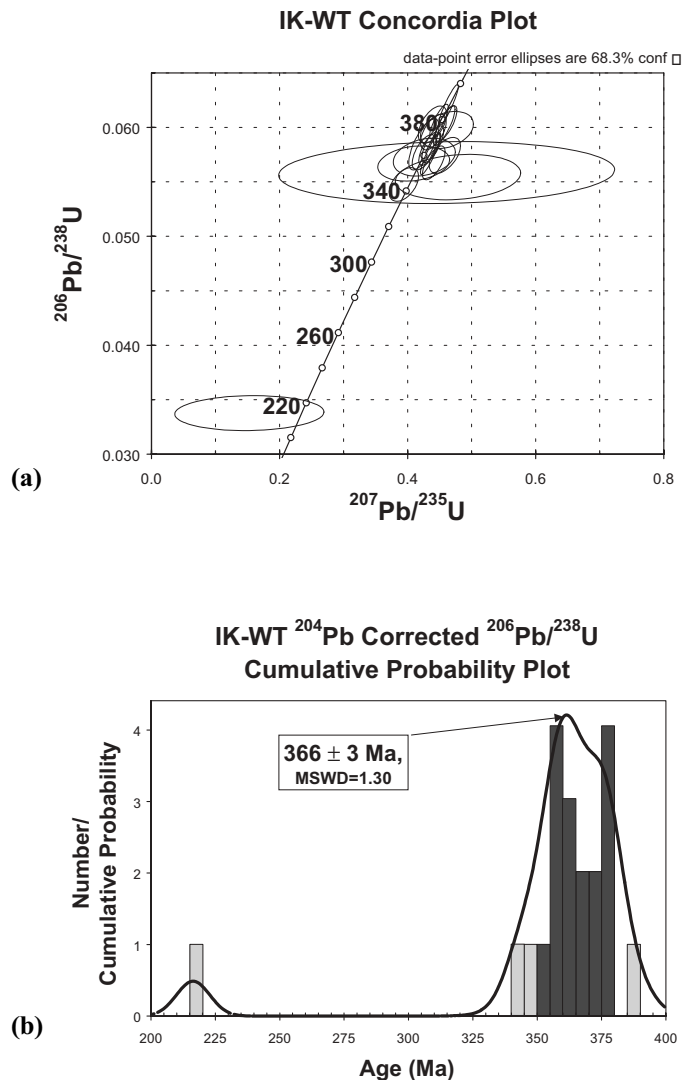 IK-WT Concordia Plot
data-point error ellipses are 68.3% conf
0.060
0.050
0.040
0.030
206Pb/238U
380
340
300
260
220
0.0 0.2 0.4 0.6 0.8
207Pb/235U
(a)
IK-WT 204Pb Corrected 206Pb/238U
Cumulative Probability Plot
366 ± 3 Ma,
MSWD=1.30
4
3
2
1
0
Number/
Cumulative Probability
200 225 250 275 300 325 350 375 400
Age (Ma)
(b)